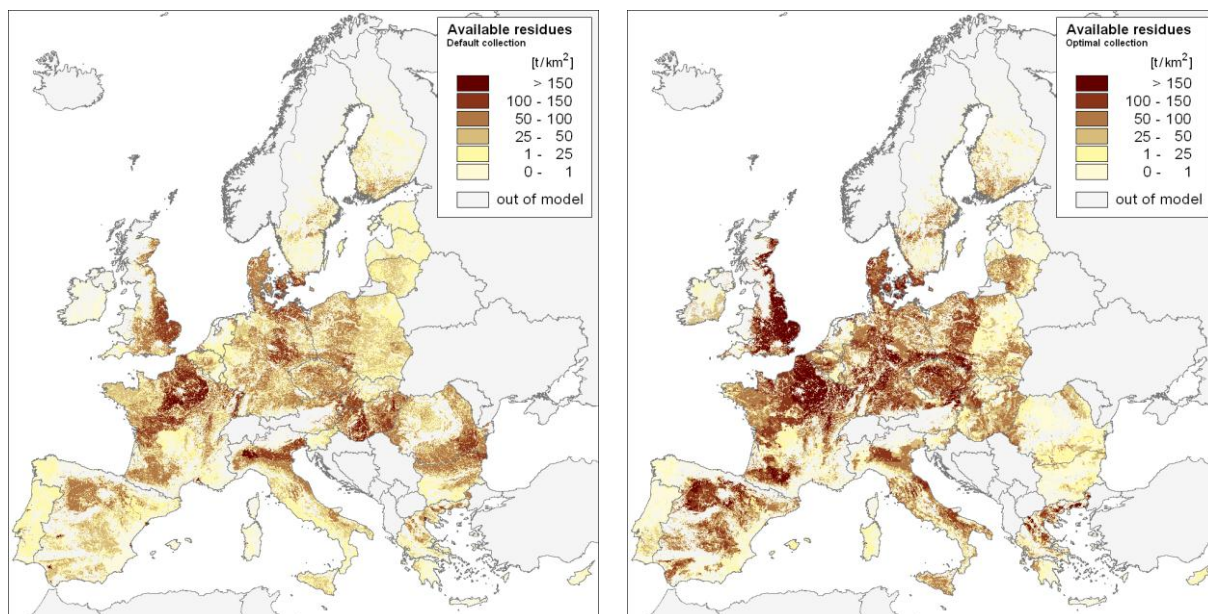 Available residues
Default collection
[t/km²]
> 150
100 - 150
50 - 100
25 - 50
1 - 25
0 - 1
out of model
Available residues
Optimal collection
[t/km²]
> 150
100 - 150
50 - 100
25 - 50
1 - 25
0 - 1
out of model